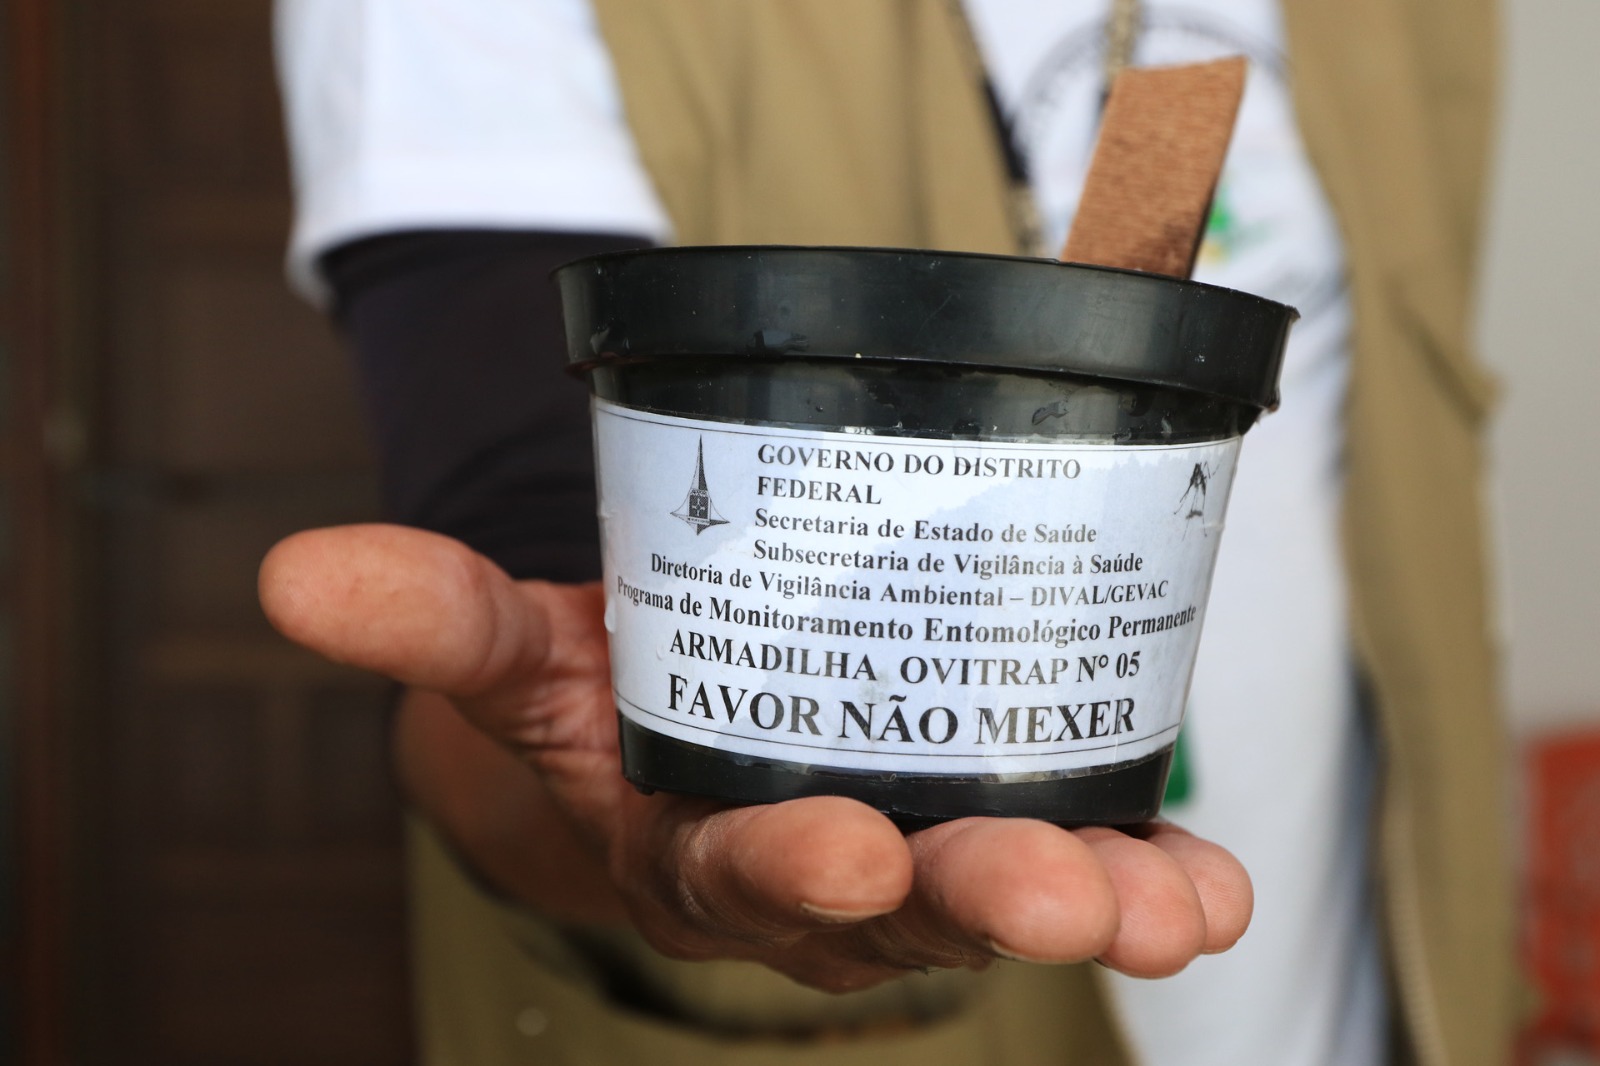 GOVERNO DO DISTRITO
FEDERAL
Secretaria de Estado de Saúde
Subsecretaria de Vigilância à Saúde
Diretoria de Vigilância Ambiental – DIVAL/GEVAC
Programa de Monitoramento Entomológico Permanente
ARMADILHA OVITRAP Nº 05
FAVOR NÃO MEXER